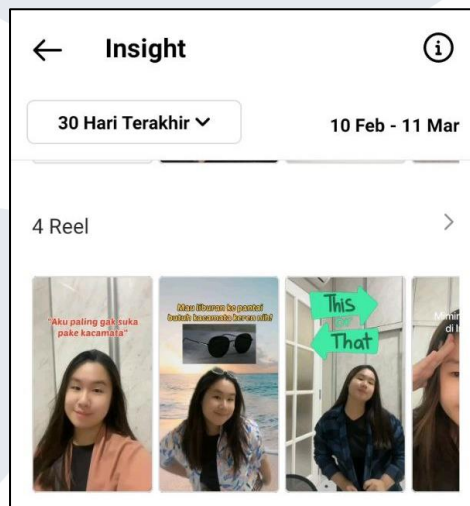 Insight
30 Hari Terakhir
10 Feb - 11 Mar
4 Reel
"Aku paling gak suka
pake kacamata"
Mau liburan ke pantai
butuh kacamata keren nih!
This
That
di